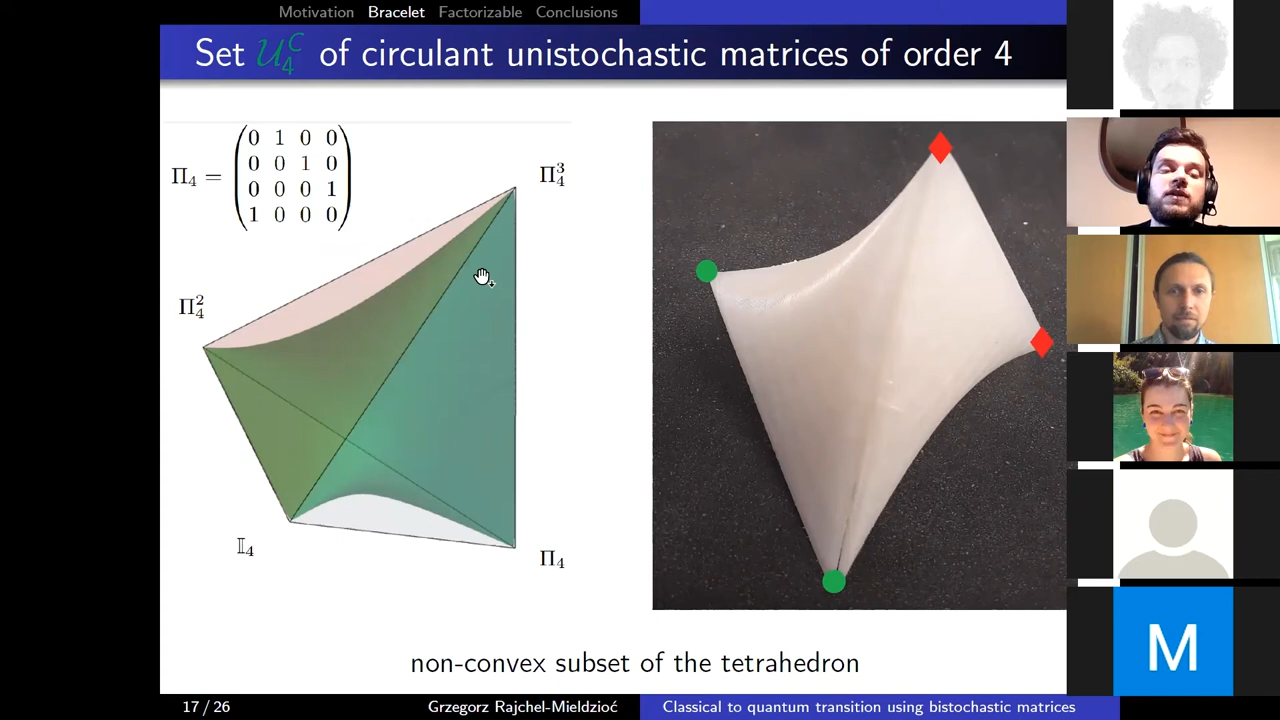 Motivation Bracelet Factorizable Conclusions
Set 𝒰₄ᶜ of circulant unistochastic matrices of order 4
Π₄ =
0 1 0 0
0 0 1 0
0 0 0 1
1 0 0 0
Π₄³
Π₄²
𝕀₄
Π₄
non-convex subset of the tetrahedron
17 / 26 Grzegorz Rajchel-Mieldzioć Classical to quantum transition using bistochastic matrices
M